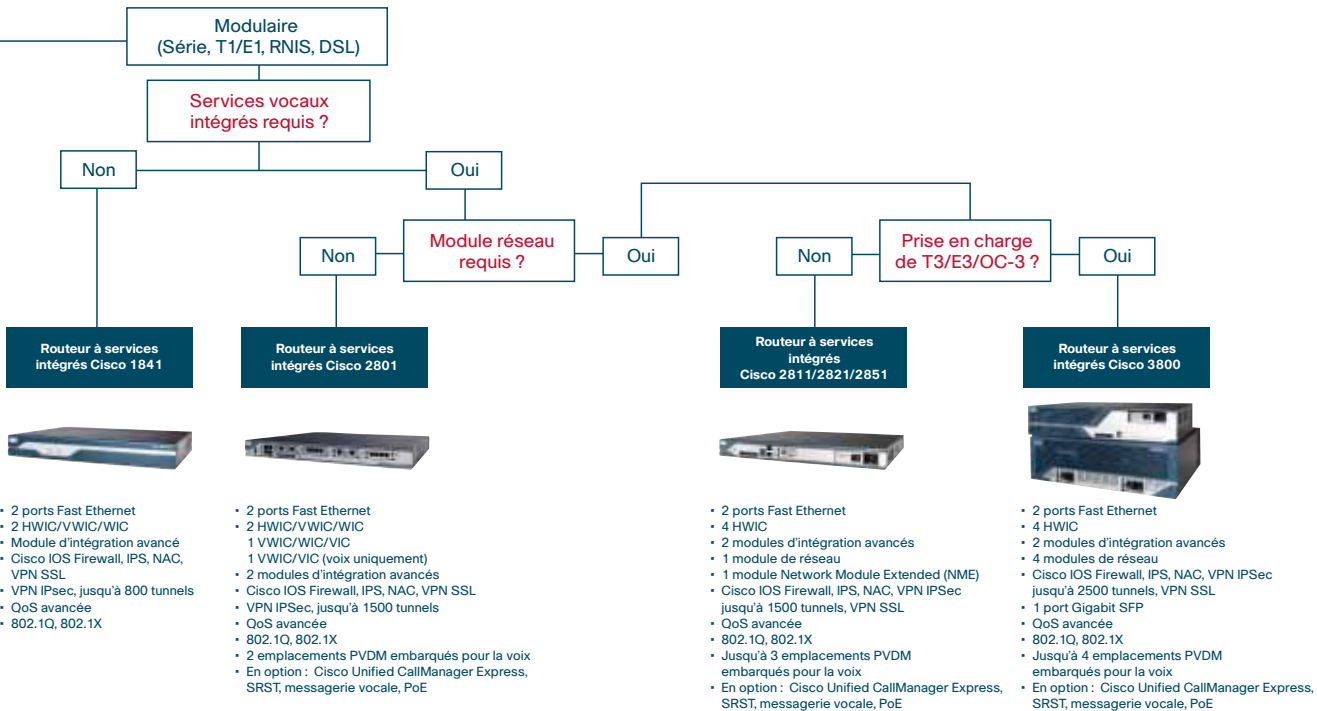 Modulaire
(Série, T1/E1, RNIS, DSL)
Services vocaux
intégrés requis ?
Non
Oui
Non
Module réseau
requis ?
Oui
Non
Prise en charge
de T3/E3/OC-3 ?
Oui
Routeur à services
intégrés Cisco 1841
Routeur à services
intégrés Cisco 2801
Routeur à services
intégrés
Cisco 2811/2821/2851
Routeur à services
intégrés Cisco 3800
▪ 2 ports Fast Ethernet
▪ 2 HWIC/VWIC/WIC
▪ Module d'intégration avancé
▪ Cisco IOS Firewall, IPS, NAC,
VPN SSL
▪ VPN IPsec, jusqu'à 800 tunnels
▪ QoS avancée
▪ 802.1Q, 802.1X
▪ 2 ports Fast Ethernet
▪ 2 HWIC/VWIC/WIC
1 VWIC/WIC/VIC
1 VWIC/VIC (voix uniquement)
▪ 2 modules d'intégration avancés
▪ Cisco IOS Firewall, IPS, NAC, VPN SSL
▪ VPN IPSec, jusqu'à 1500 tunnels
▪ QoS avancée
▪ 802.1Q, 802.1X
▪ 2 emplacements PVDM embarqués pour la voix
▪ En option : Cisco Unified CallManager Express,
SRST, messagerie vocale, PoE
▪ 2 ports Fast Ethernet
▪ 4 HWIC
▪ 2 modules d'intégration avancés
▪ 1 module de réseau
▪ 1 module Network Module Extended (NME)
▪ Cisco IOS Firewall, IPS, NAC, VPN IPSec
jusqu'à 1500 tunnels, VPN SSL
▪ QoS avancée
▪ 802.1Q, 802.1X
▪ Jusqu'à 3 emplacements PVDM
embarqués pour la voix
▪ En option : Cisco Unified CallManager Express,
SRST, messagerie vocale, PoE
▪ 2 ports Fast Ethernet
▪ 4 HWIC
▪ 2 modules d'intégration avancés
▪ 4 modules de réseau
▪ Cisco IOS Firewall, IPS, NAC, VPN IPSec
jusqu'à 2500 tunnels, VPN SSL
▪ 1 port Gigabit SFP
▪ QoS avancée
▪ 802.1Q, 802.1X
▪ Jusqu'à 4 emplacements PVDM
embarqués pour la voix
▪ En option : Cisco Unified CallManager Express,
SRST, messagerie vocale, PoE